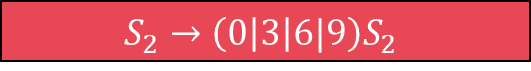 S₂ → (0|3|6|9)S₂